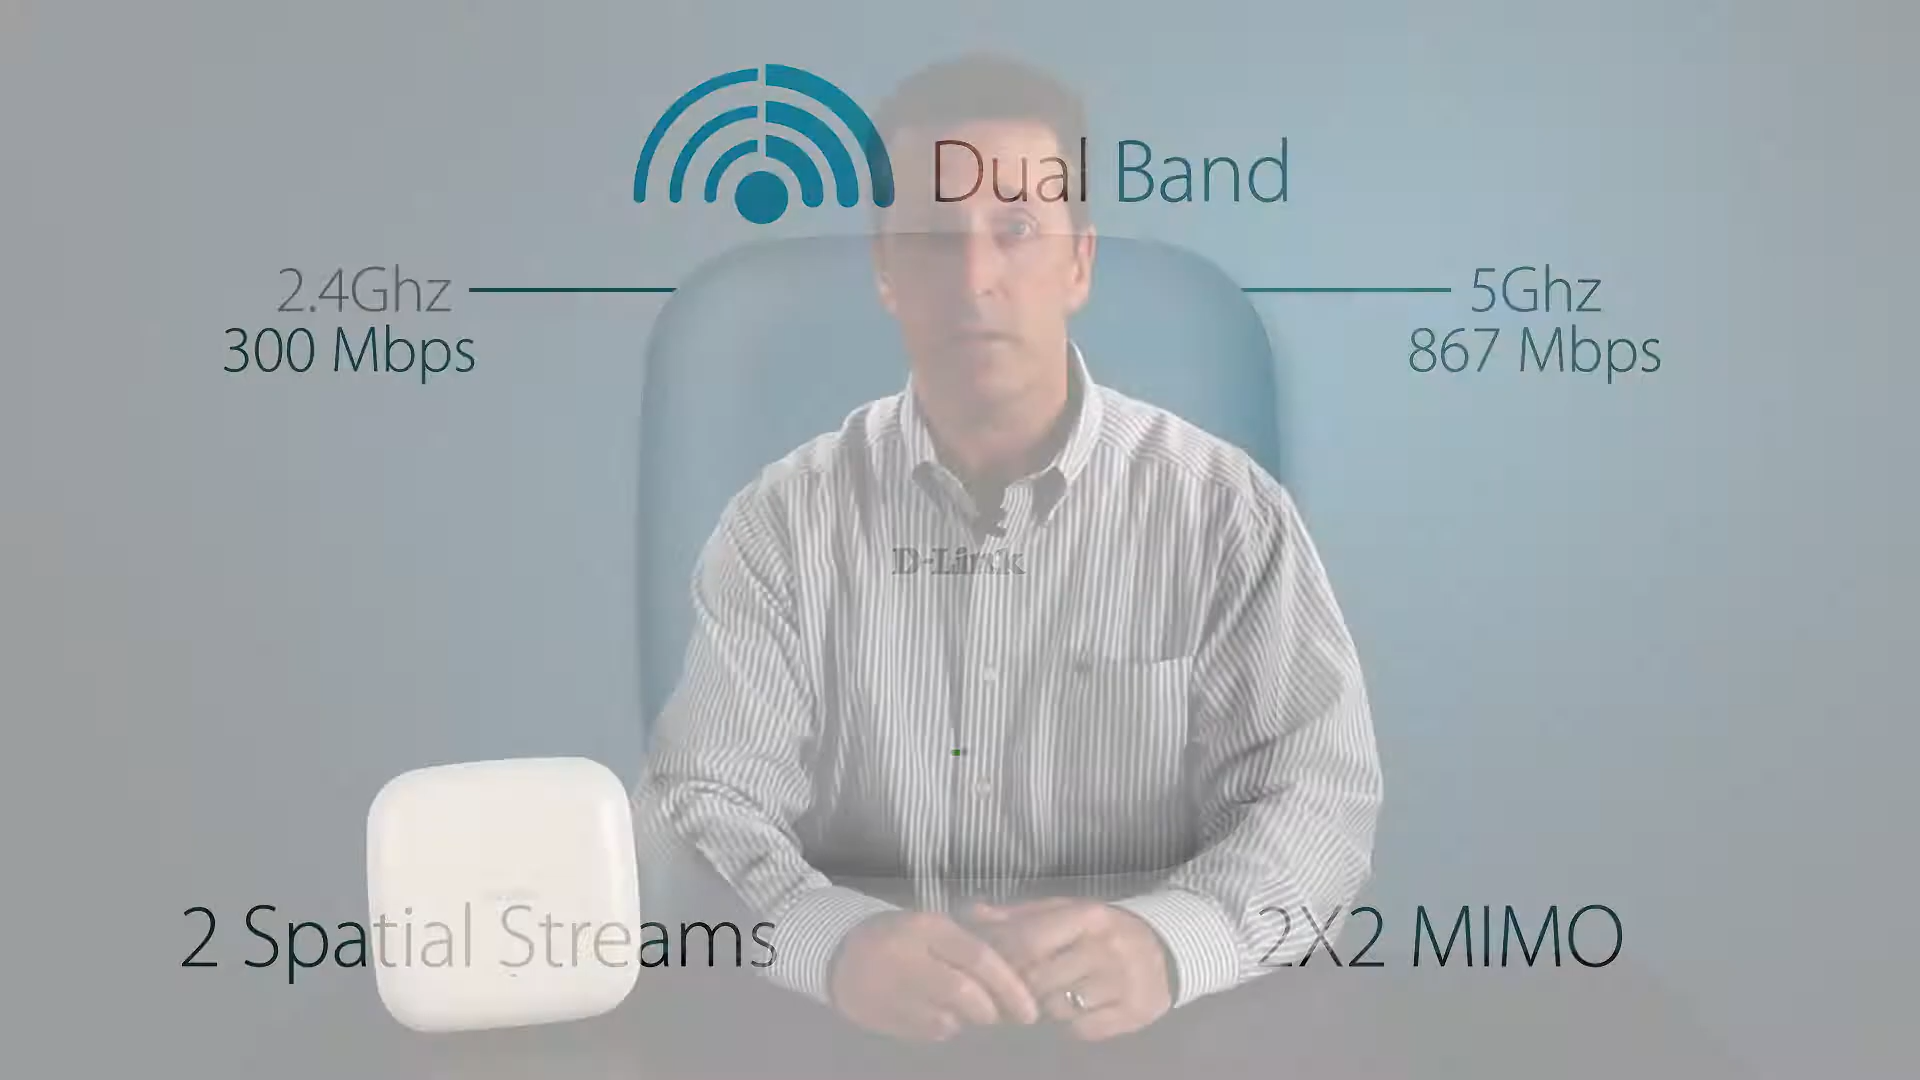 Dual Band
2.4Ghz
300 Mbps
5Ghz
867 Mbps
D-Link
2 Spatial Streams
2X2 MIMO